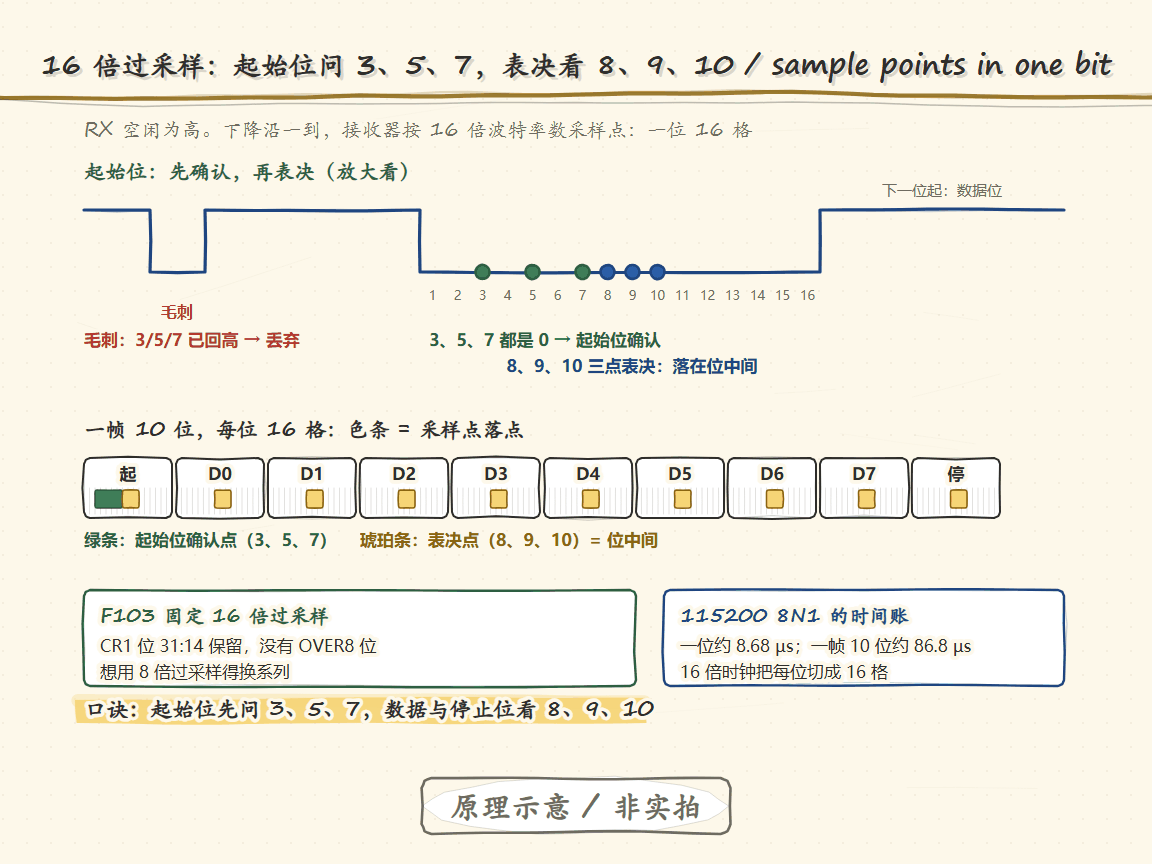 16 倍过采样：起始位问 3、5、7，表决看 8、9、10 / sample points in one bit
RX 空闲为高。下降沿一到，接收器按 16 倍波特率数采样点：一位 16 格
起始位：先确认，再表决（放大看）
下一位起：数据位
1 2 3 4 5 6 7 8 9 10 11 12 13 14 15 16
毛刺
毛刺：3/5/7 已回高 → 丢弃
3、5、7 都是 0 → 起始位确认
8、9、10 三点表决：落在位中间
一帧 10 位，每位 16 格：色条 = 采样点落点
起 D0 D1 D2 D3 D4 D5 D6 D7 停
绿条：起始位确认点（3、5、7）
琥珀条：表决点（8、9、10）= 位中间
F103 固定 16 倍过采样
CR1 位 31:14 保留，没有 OVER8 位
想用 8 倍过采样得换系列
115200 8N1 的时间账
一位约 8.68 μs；一帧 10 位约 86.8 μs
16 倍时钟把每位切成 16 格
口诀：起始位先问 3、5、7，数据与停止位看 8、9、10
原理示意 / 非实拍